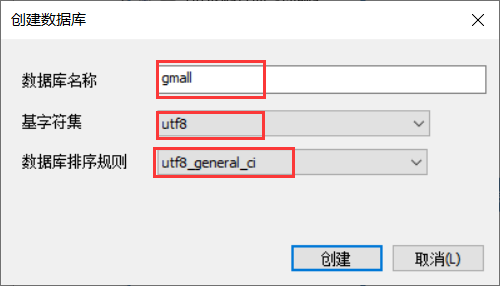 创建数据库
数据库名称 gmall
基字符集 utf8
数据库排序规则 utf8_general_ci
创建 取消(L)